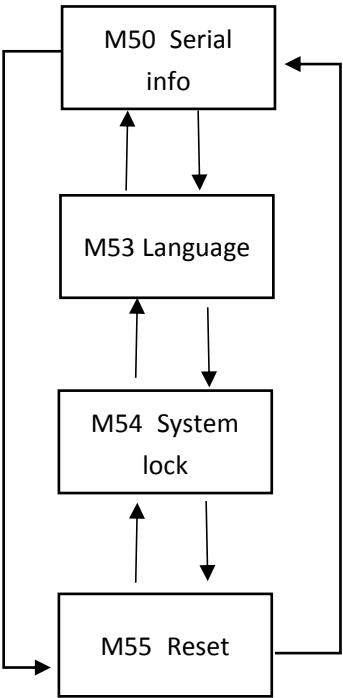 M50 Serial
info
M53 Language
M54 System
lock
M55 Reset